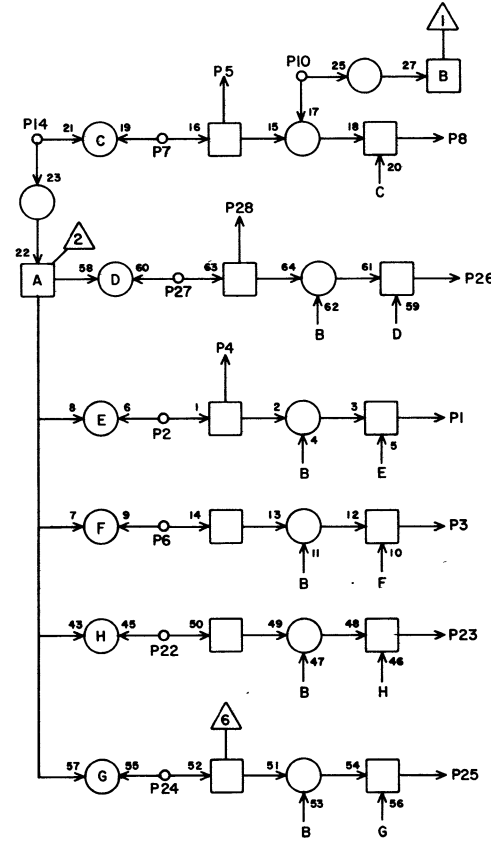 1
P5 P10 25 27 B
P14 21 C 19 P7 16 15 17 18 P8
20
C
23
P28
22 2
A 58 D 60 P27 63 64 61 P26
62 59
B D
P4
8 E 6 P2 1 2 3 P1
4 5
B E
7 F 9 P6 14 13 12 P3
11 10
B F
43 H 45 P22 50 49 48 P23
47 46
B H
6
57 G 55 P24 52 51 54 P25
53 56
B G